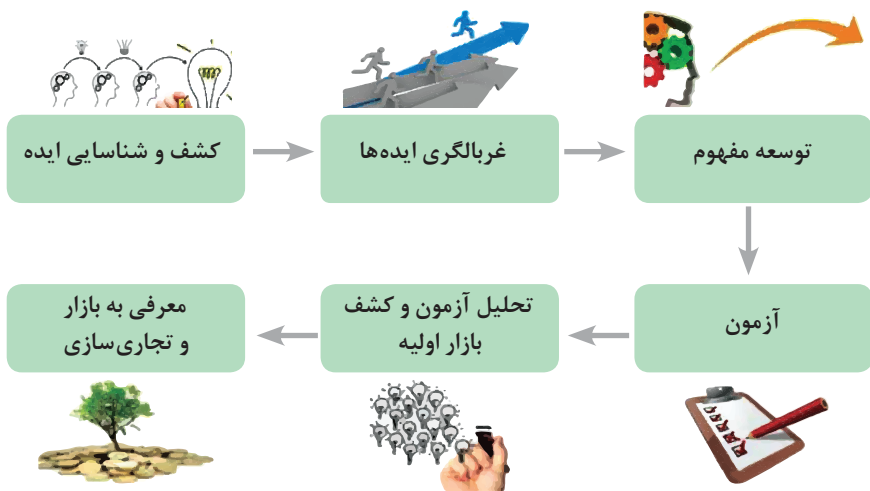 کشف و شناسایی ایده
غربالگری ایده‌ها
توسعه مفهوم
آزمون
تحلیل آزمون و کشف
بازار اولیه
معرفی به بازار
و تجاری‌سازی